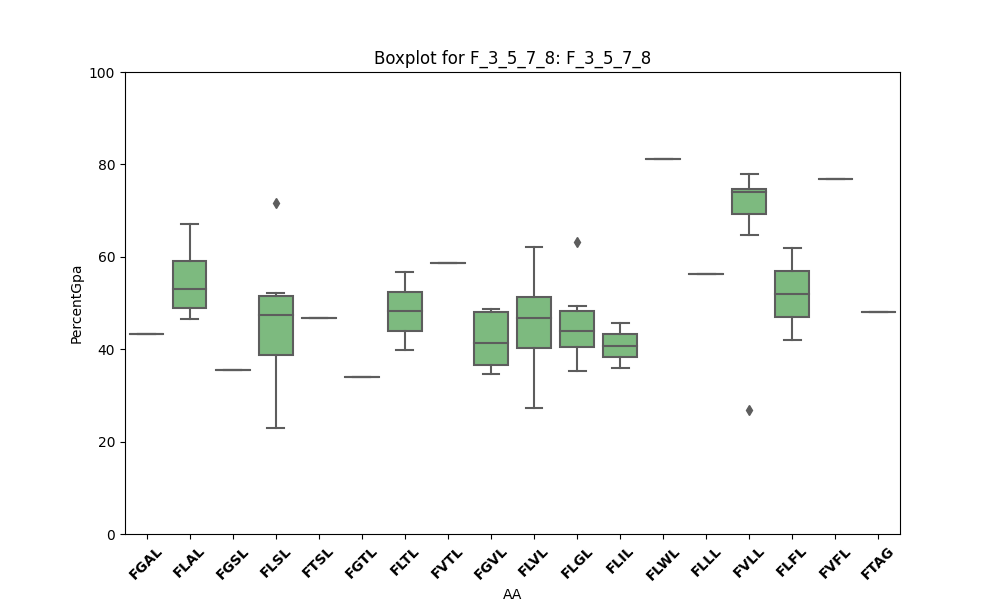 Boxplot for F_3_5_7_8: F_3_5_7_8
100
80
60
40
20
0
PercentGpa
FGAL FLAL FGSL FLSL FTSL FGTL FLTL FVTL FGVL FLVL FLGL FLIL FLWL FLLL FVLL FLFL FVFL FTAG
AA